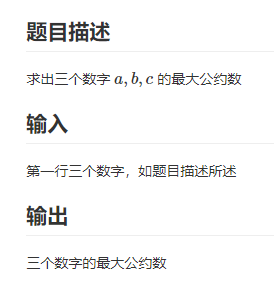 题目描述
求出三个数字 a, b, c 的最大公约数
输入
第一行三个数字，如题目描述所述
输出
三个数字的最大公约数